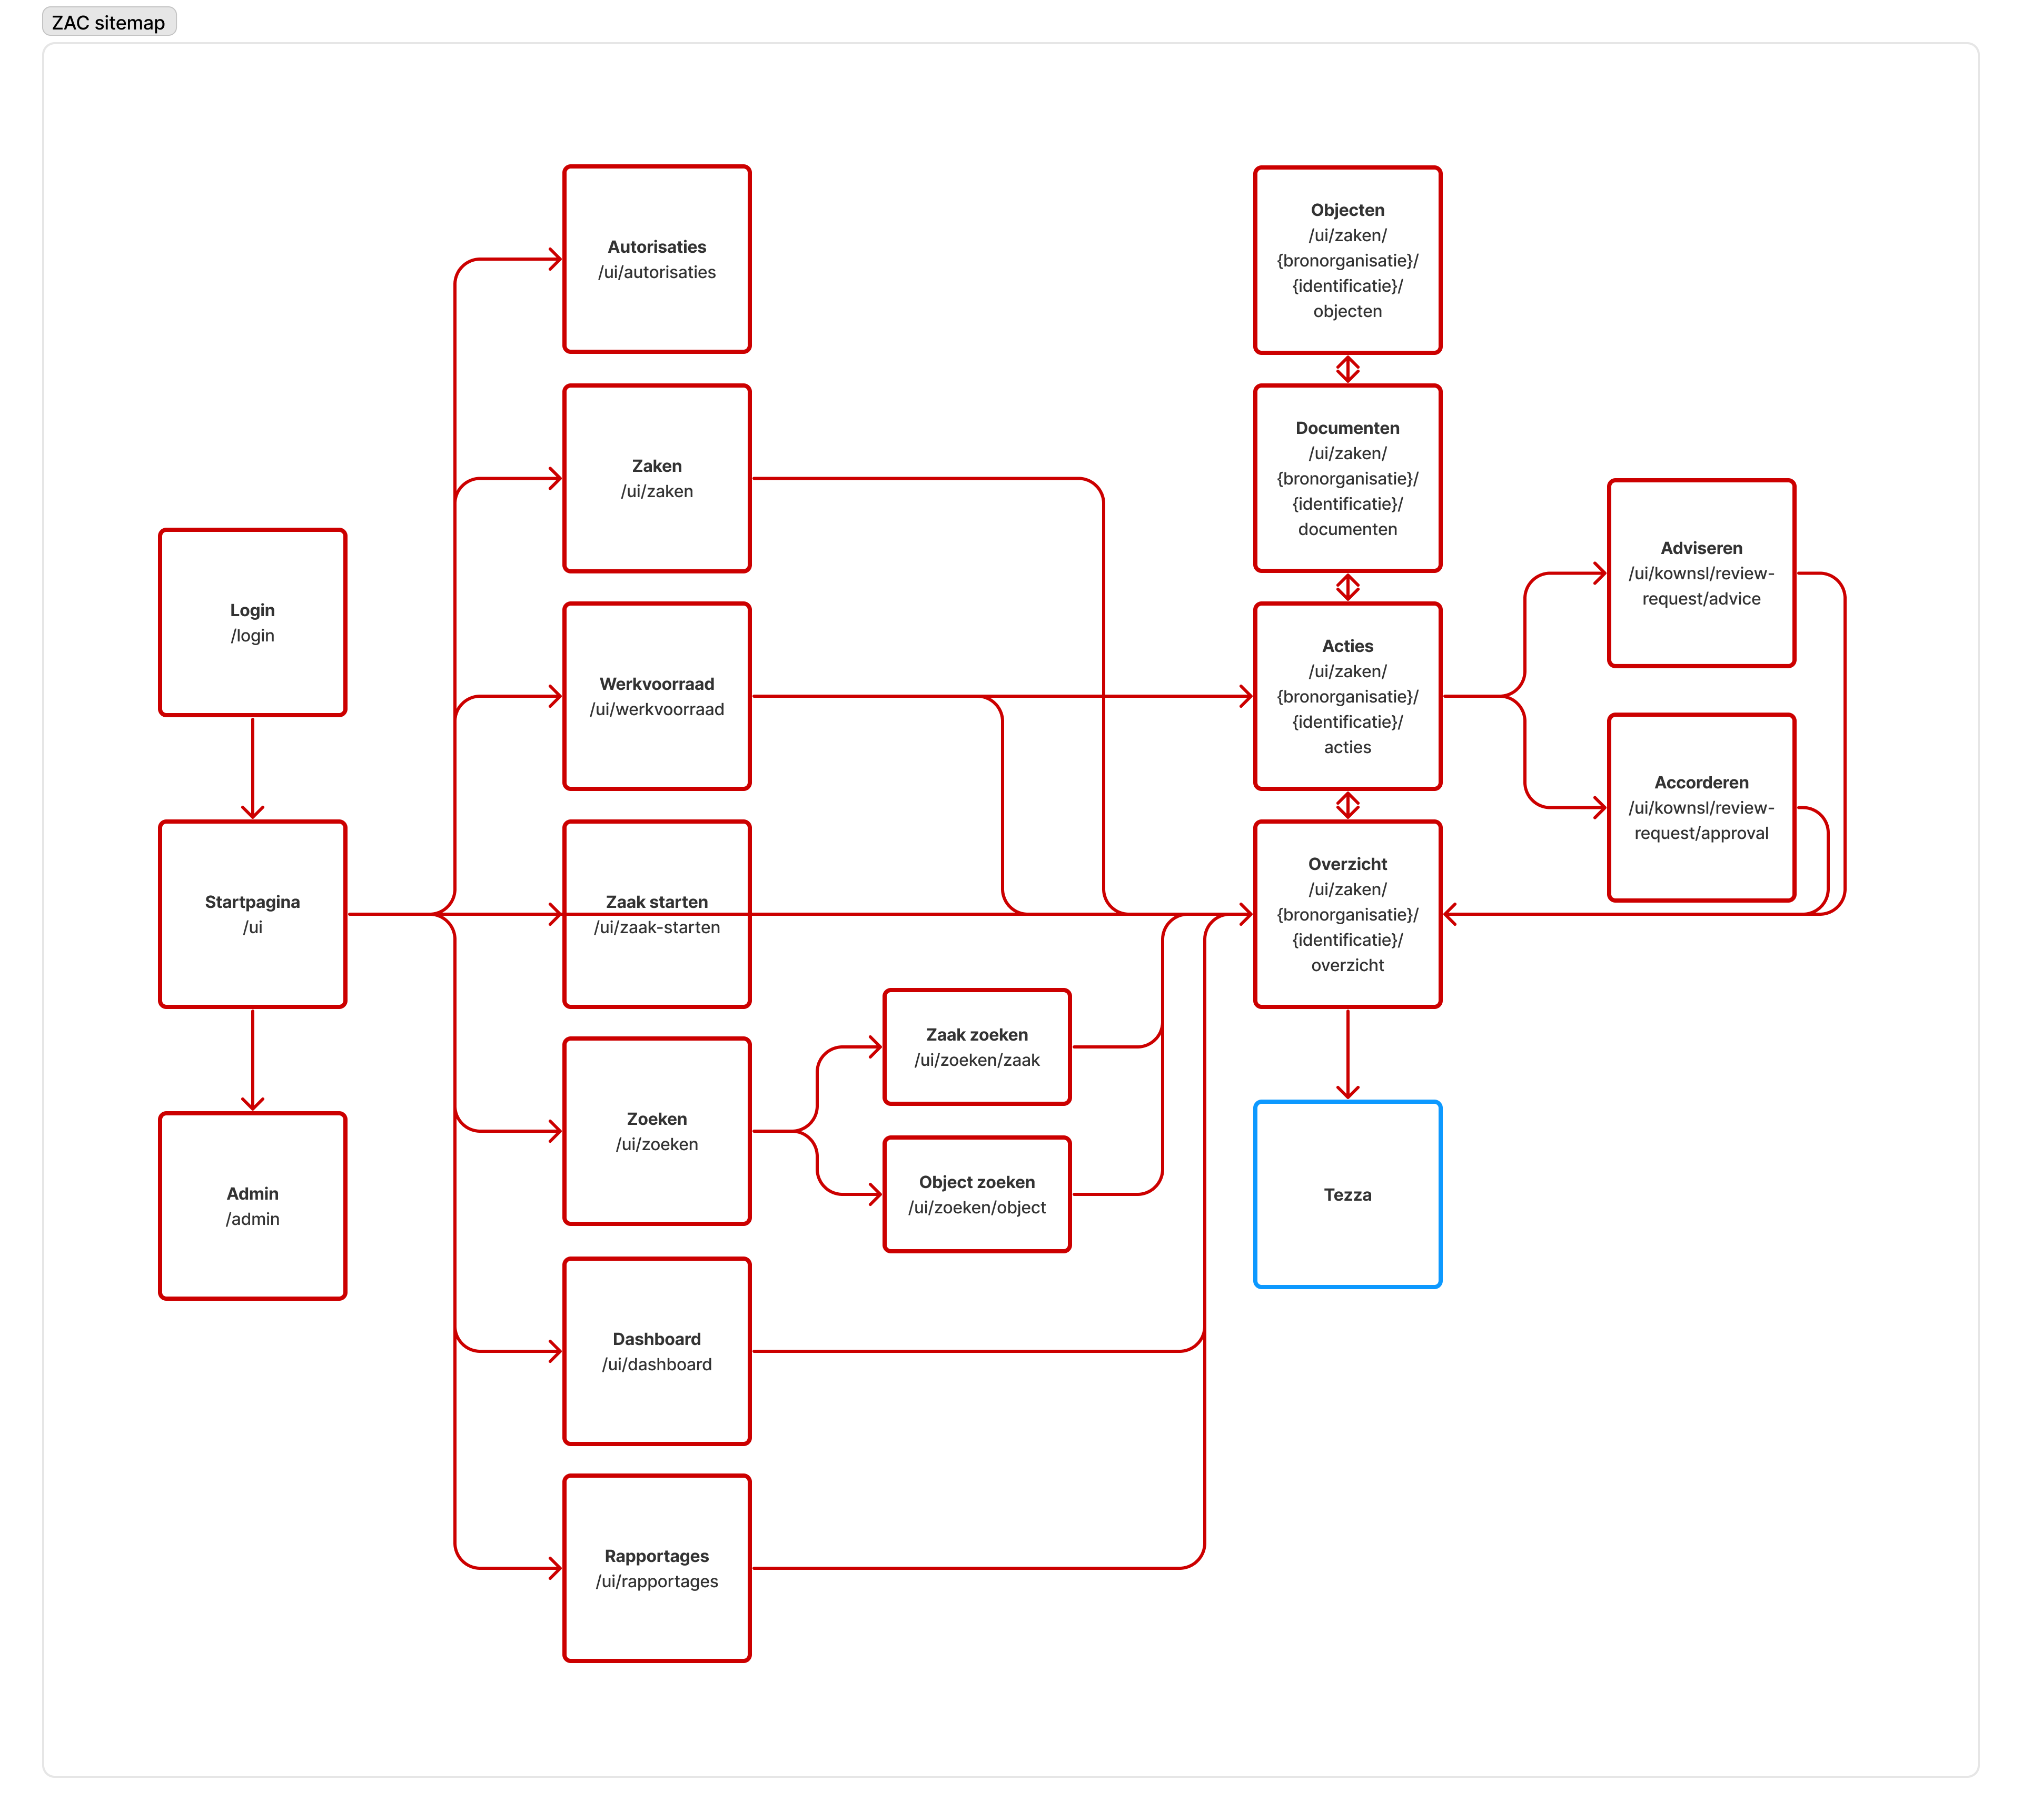 ZAC sitemap
Login
/login
Startpagina
/ui
Admin
/admin
Autorisaties
/ui/autorisaties
Zaken
/ui/zaken
Werkvoorraad
/ui/werkvoorraad
Zaak starten
/ui/zaak-starten
Zoeken
/ui/zoeken
Dashboard
/ui/dashboard
Rapportages
/ui/rapportages
Zaak zoeken
/ui/zoeken/zaak
Object zoeken
/ui/zoeken/object
Objecten
/ui/zaken/
{bronorganisatie}/
{identificatie}/
objecten
Documenten
/ui/zaken/
{bronorganisatie}/
{identificatie}/
documenten
Acties
/ui/zaken/
{bronorganisatie}/
{identificatie}/
acties
Overzicht
/ui/zaken/
{bronorganisatie}/
{identificatie}/
overzicht
Tezza
Adviseren
/ui/kownsl/review-
request/advice
Accorderen
/ui/kownsl/review-
request/approval